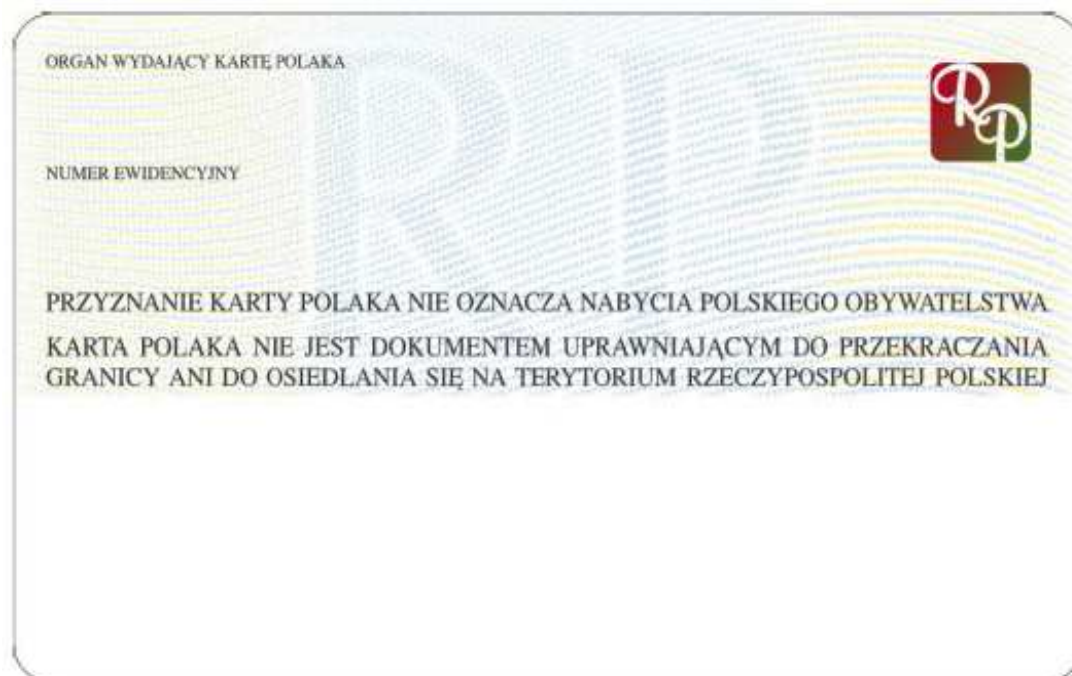 ORGAN WYDAJĄCY KARTĘ POLAKA
RP
NUMER EWIDENCYJNY
PRZYZNANIE KARTY POLAKA NIE OZNACZA NABYCIA POLSKIEGO OBYWATELSTWA
KARTA POLAKA NIE JEST DOKUMENTEM UPRAWNIAJĄCYM DO PRZEKRACZANIA
GRANICY ANI DO OSIEDLANIA SIĘ NA TERYTORIUM RZECZYPOSPOLITEJ POLSKIEJ